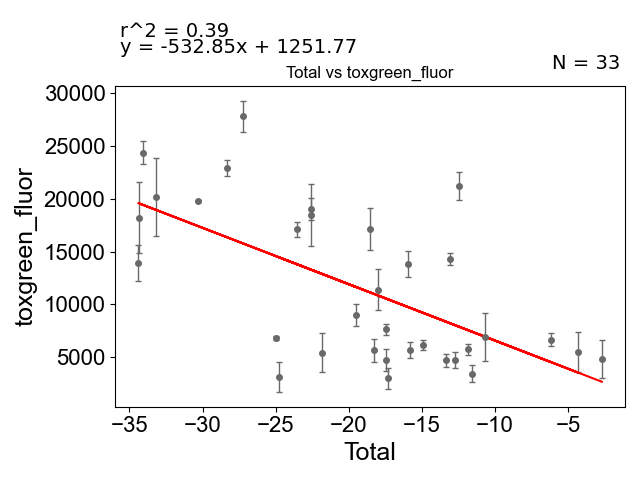 r^2 = 0.39
y = -532.85x + 1251.77
N = 33
Total vs toxgreen_fluor
30000
25000
20000
15000
10000
5000
toxgreen_fluor
−35 −30 −25 −20 −15 −10 −5
Total